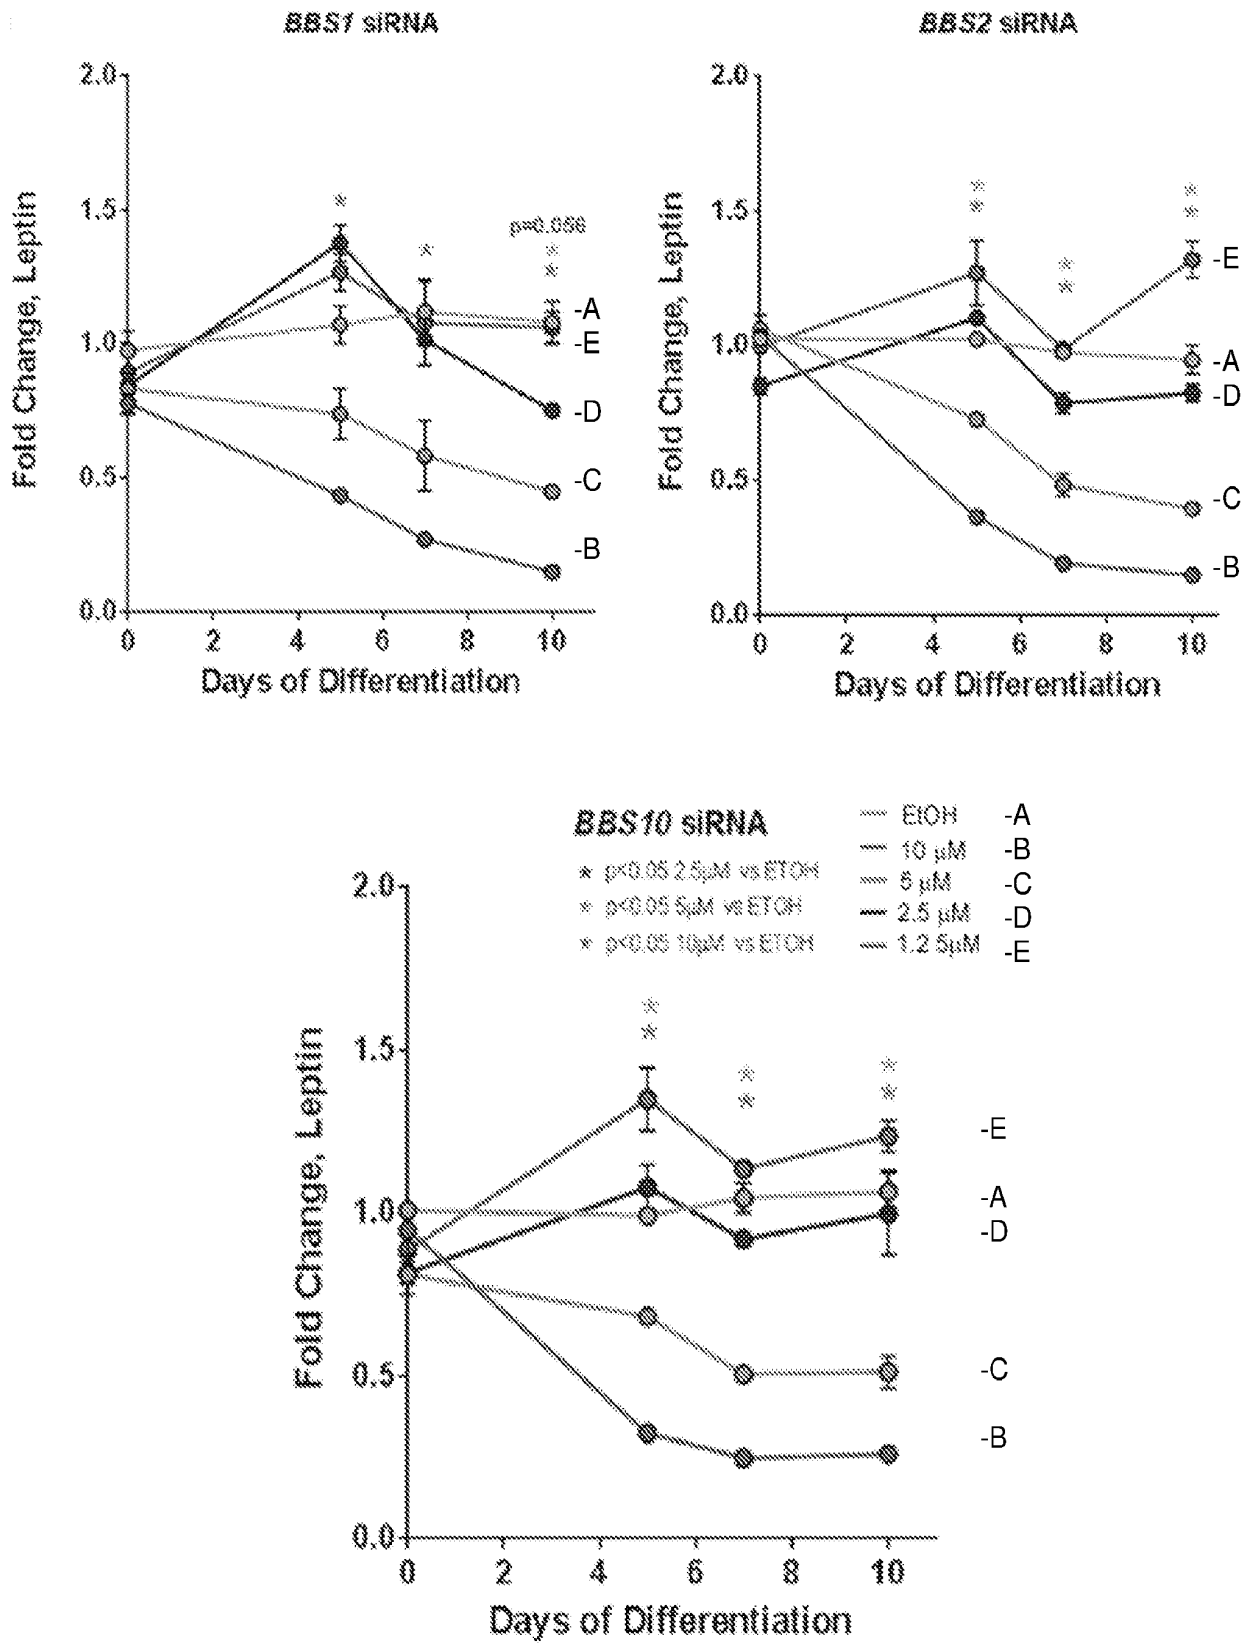 BBS1 siRNA
2.0
1.5
1.0
0.5
0.0
Fold Change, Leptin
*
*
p=0.056
*
*
-A
-E
-D
-C
-B
0 2 4 6 8 10
Days of Differentiation
BBS2 siRNA
2.0
1.5
1.0
0.5
0.0
Fold Change, Leptin
*
*
*
*
*
*
-E
-A
-D
-C
-B
0 2 4 6 8 10
Days of Differentiation
BBS10 siRNA
* p<0.05 2.5μM vs ETOH
* p<0.05 5μM vs ETOH
* p<0.05 10μM vs ETOH
EtOH -A
10 μM -B
5 μM -C
2.5 μM -D
1.2 5μM -E
2.0
1.5
1.0
0.5
0.0
Fold Change, Leptin
*
*
*
*
*
*
-E
-A
-D
-C
-B
0 2 4 6 8 10
Days of Differentiation